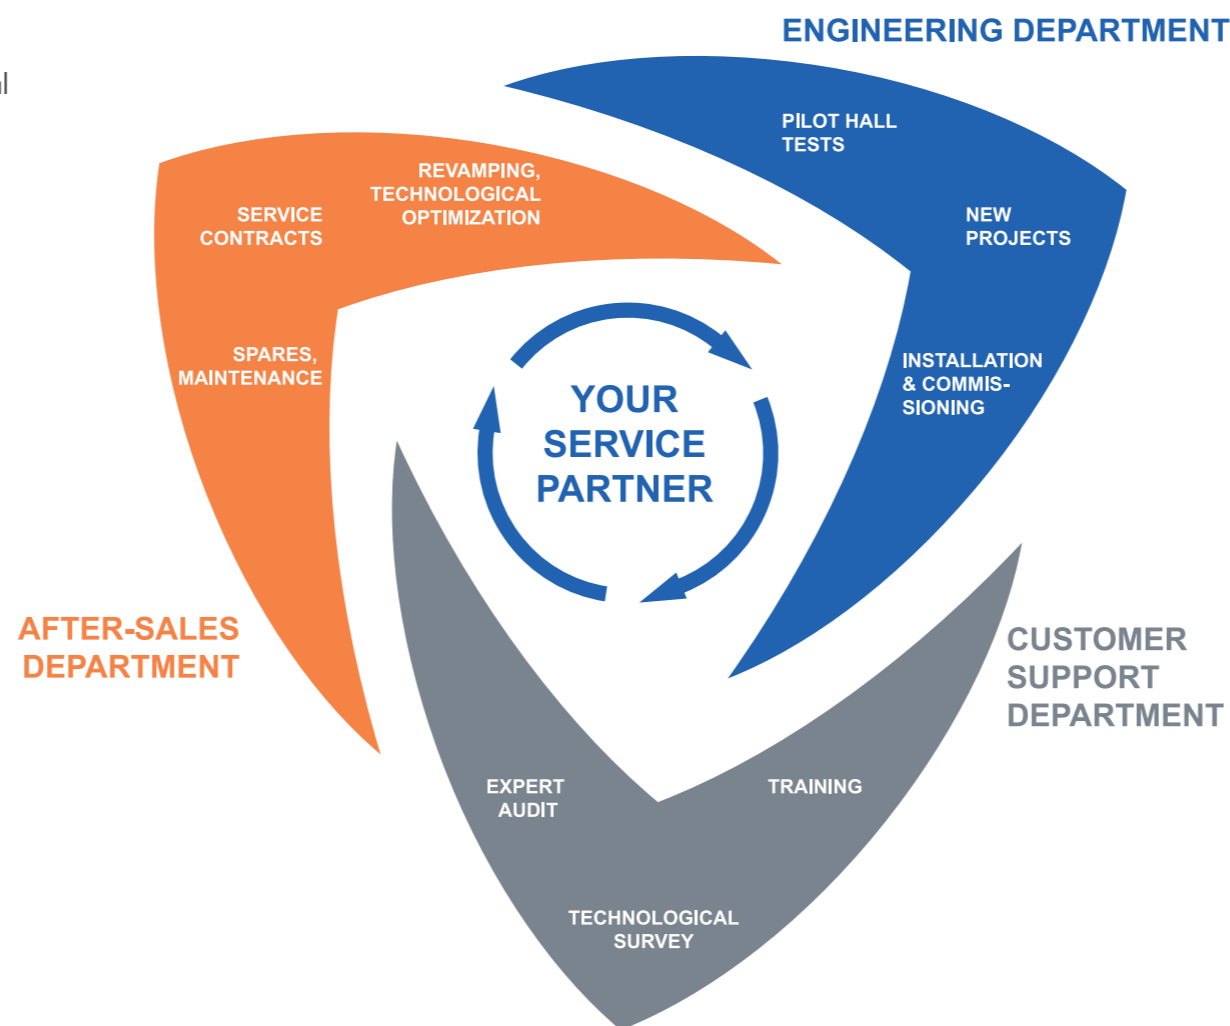 ENGINEERING DEPARTMENT
PILOT HALL
TESTS
NEW
PROJECTS
INSTALLATION
& COMMIS-
SIONING
REVAMPING,
TECHNOLOGICAL
OPTIMIZATION
SERVICE
CONTRACTS
SPARES,
MAINTENANCE
YOUR
SERVICE
PARTNER
AFTER-SALES
DEPARTMENT
CUSTOMER
SUPPORT
DEPARTMENT
EXPERT
AUDIT
TRAINING
TECHNOLOGICAL
SURVEY